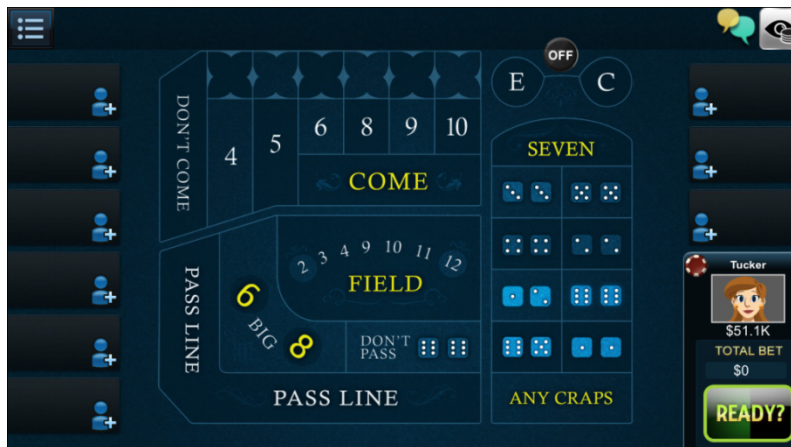 OFF
E
C
DON'T COME
4
5
6
8
9
10
COME
SEVEN
2 3 4 9 10 11 12
FIELD
PASS LINE
6
BIG
8
DON'T
PASS
PASS LINE
ANY CRAPS
Tucker
$51.1K
TOTAL BET
$0
READY?